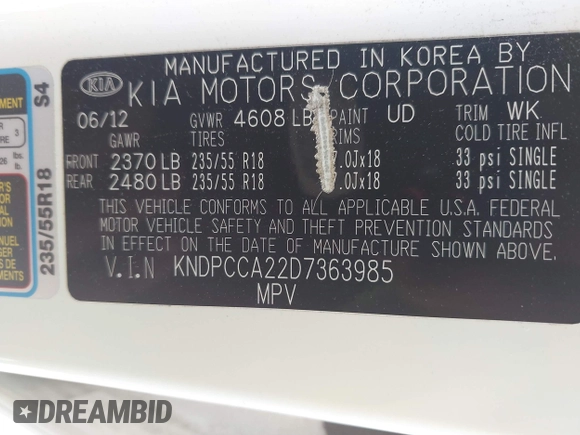 MANUFACTURED IN KOREA BY
KIA KIA MOTORS CORPORATION
06/12 GVWR 4608 LB PAINT UD TRIM WK
GAWR TIRES RIMS COLD TIRE INFL
FRONT 2370 LB 235/55 R18 .0Jx18 33 psi SINGLE
REAR 2480 LB 235/55 R18 .0Jx18 33 psi SINGLE
THIS VEHICLE CONFORMS TO ALL APPLICABLE U.S.A. FEDERAL
MOTOR VEHICLE SAFETY AND THEFT PREVENTION STANDARDS
IN EFFECT ON THE DATE OF MANUFACTURE SHOWN ABOVE.
V.I.N KNDPCCA22D7363985
MPV
S4
235/55R18
3
lbs.
DREAMBID